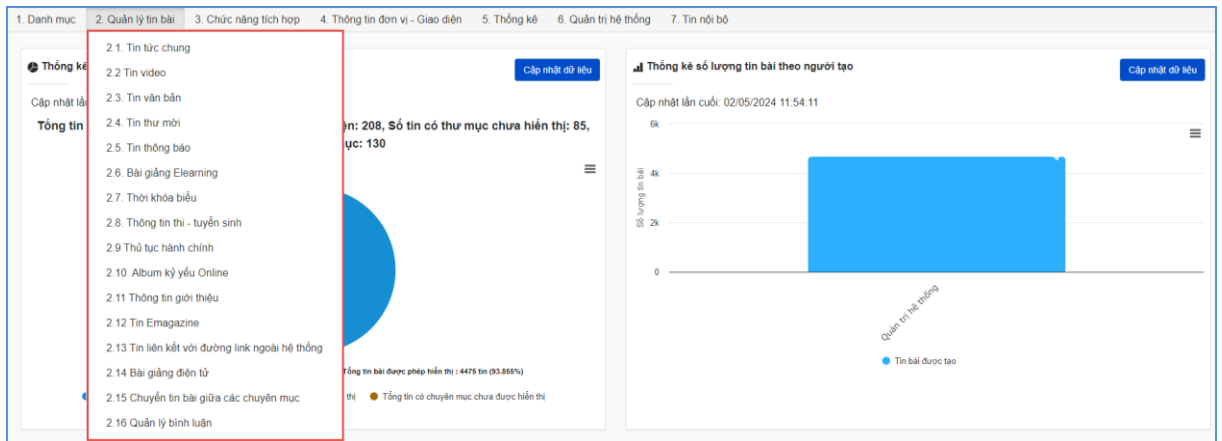 1. Danh mục 2. Quản lý tin bài 3. Chức năng tích hợp 4. Thông tin đơn vị - Giao diện 5. Thống kê 6. Quản trị hệ thống 7. Tin nội bộ
2.1. Tin tức chung
2.2 Tin video
2.3. Tin văn bản
2.4. Tin thư mời
2.5. Tin thông báo
2.6. Bài giảng Elearning
2.7. Thời khóa biểu
2.8. Thông tin thi - tuyển sinh
2.9 Thủ tục hành chính
2.10. Album kỷ yếu Online
2.11 Thông tin giới thiệu
2.12 Tin Emagazine
2.13 Tin liên kết với đường link ngoài hệ thống
2.14 Bài giảng điện tử
2.15 Chuyển tin bài giữa các chuyên mục
2.16 Quản lý bình luận
Thống kê
Cập nhật dữ liệu
Cập nhật lần
Tổng tin
ện: 208, Số tin có thư mục chưa hiển thị: 85,
ục: 130
Tổng tin bài được phép hiển thị : 4475 tin (93.855%)
thị Tổng tin có chuyên mục chưa được hiển thị
Thống kê số lượng tin bài theo người tạo
Cập nhật dữ liệu
Cập nhật lần cuối: 02/05/2024 11:54:11
6k
4k
2k
0
Số lượng tin bài
Quản trị hệ thống
Tin bài được tạo